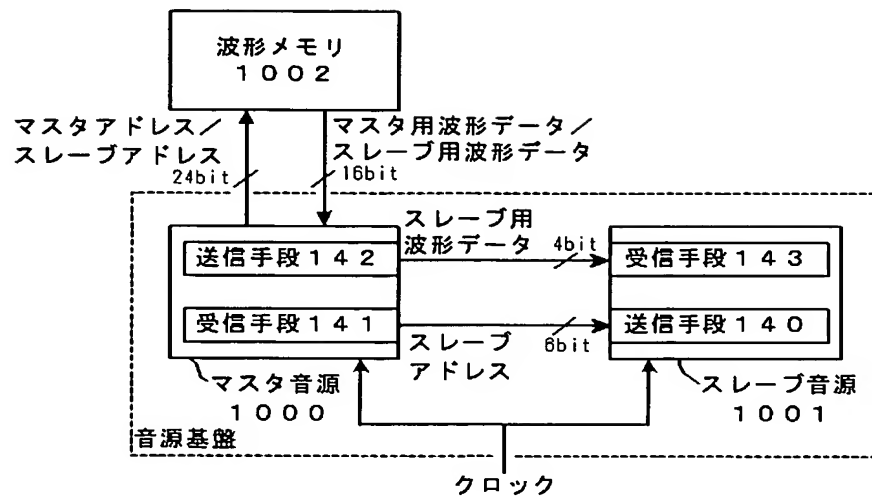 波形メモリ
１００２
マスタアドレス／
スレーブアドレス
24bit
マスタ用波形データ／
スレーブ用波形データ
16bit
スレーブ用
波形データ
4bit
送信手段１４２
受信手段１４３
受信手段１４１
送信手段１４０
スレーブ
アドレス
6bit
マスタ音源
１０００
スレーブ音源
１００１
音源基盤
クロック